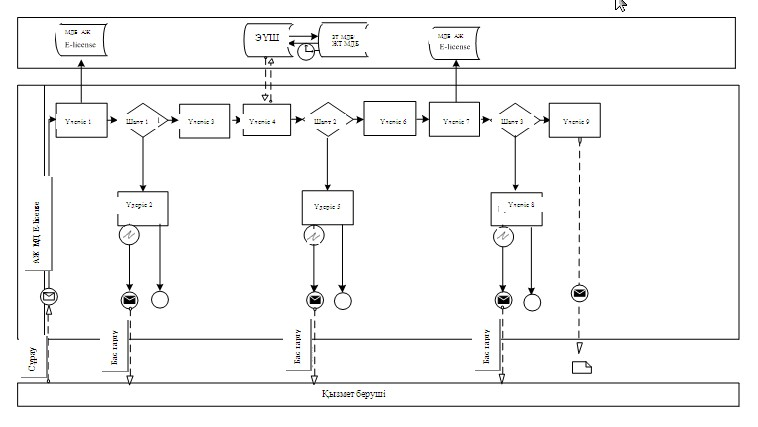 МДБ АЖ
E-license
ЭҮШ
ЗТ МДБ/
ЖТ МДБ
МДБ АЖ
E-license
Үдеріс 1
Шарт 1
Үдеріс 3
Үдеріс 4
Шарт 2
Үдеріс 6
Үдеріс 7
Шарт 3
Үдеріс 9
Үдеріс 2
Үдеріс 5
Үдеріс 8
АЖ МДБ E-license
Сұрау
Бас тарту
Бас тарту
Бас тарту
Қызмет беруші